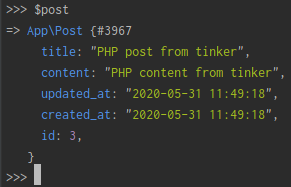 >>> $post
=> App\Post {#3967
title: "PHP post from tinker",
content: "PHP content from tinker",
updated_at: "2020-05-31 11:49:18",
created_at: "2020-05-31 11:49:18",
id: 3,
}
>>>